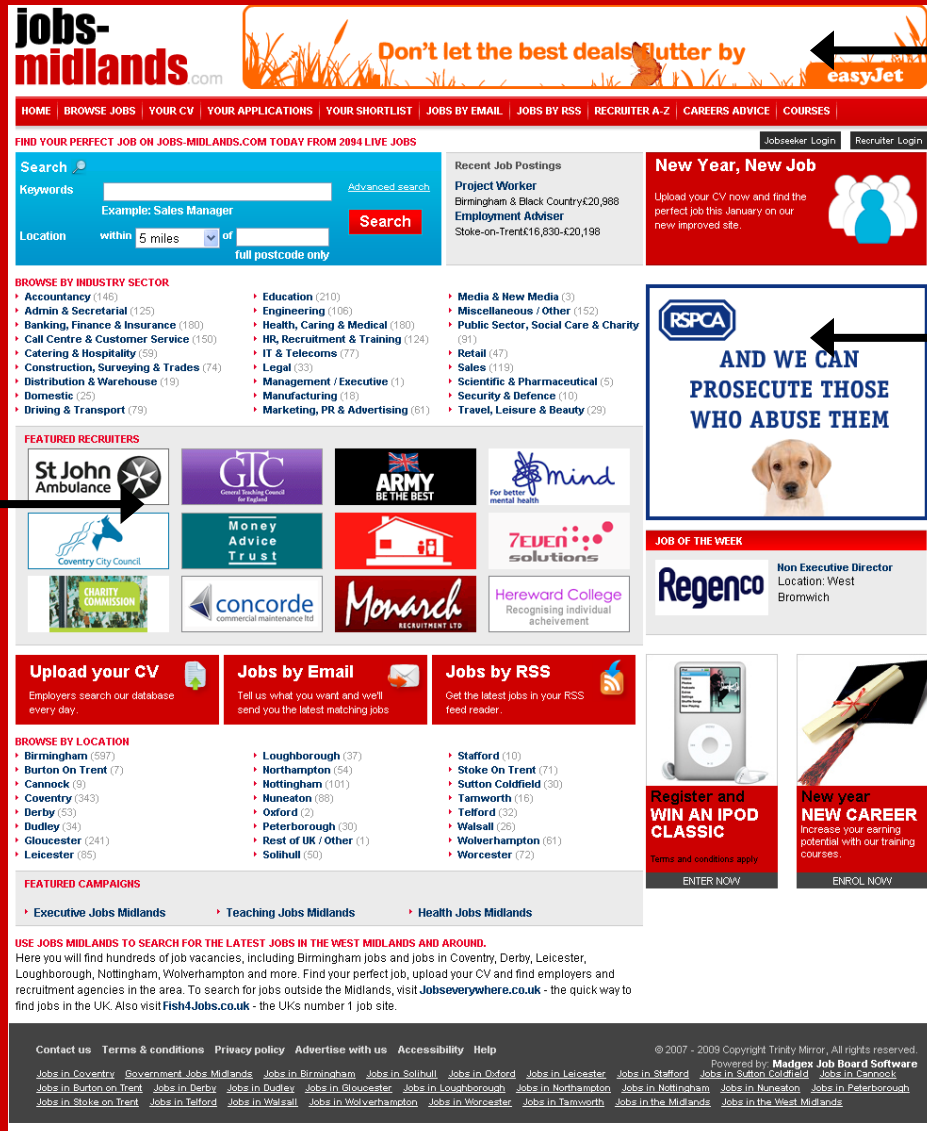 jobs-
midlands.com
Don't let the best deals flutter by
easyJet
HOME BROWSE JOBS YOUR CV YOUR APPLICATIONS YOUR SHORTLIST JOBS BY EMAIL JOBS BY RSS RECRUITER A-Z CAREERS ADVICE COURSES
FIND YOUR PERFECT JOB ON JOBS-MIDLANDS.COM TODAY FROM 2094 LIVE JOBS
Jobseeker Login Recruiter Login
Search
Keywords
Advanced search
Example: Sales Manager
Search
Location within 5 miles of
full postcode only
Recent Job Postings
Project Worker
Birmingham & Black Country£20,988
Employment Adviser
Stoke-on-Trent£16,830-£20,198
New Year, New Job
Upload your CV now and find the
perfect job this January on our
new improved site.
BROWSE BY INDUSTRY SECTOR
Accountancy (146)
Admin & Secretarial (125)
Banking, Finance & Insurance (180)
Call Centre & Customer Service (150)
Catering & Hospitality (59)
Construction, Surveying & Trades (74)
Distribution & Warehouse (19)
Domestic (25)
Driving & Transport (79)
Education (210)
Engineering (106)
Health, Caring & Medical (180)
HR, Recruitment & Training (124)
IT & Telecoms (77)
Legal (33)
Management / Executive (1)
Manufacturing (18)
Marketing, PR & Advertising (61)
Media & New Media (3)
Miscellaneous / Other (152)
Public Sector, Social Care & Charity
(91)
Retail (47)
Sales (119)
Scientific & Pharmaceutical (5)
Security & Defence (10)
Travel, Leisure & Beauty (29)
RSPCA
AND WE CAN
PROSECUTE THOSE
WHO ABUSE THEM
FEATURED RECRUITERS
St John
Ambulance
GTC
General Teaching Council
for England
ARMY
BE THE BEST
mind
For better
mental health
Coventry City Council
Money
Advice
Trust
7EVEN
solutions
CHARITY
COMMISSION
concorde
commercial maintenance ltd
Monarch
RECRUITMENT LTD
Hereward College
Recognising individual
acheivement
JOB OF THE WEEK
Regenco
Non Executive Director
Location: West
Bromwich
Upload your CV
Employers search our database
every day.
Jobs by Email
Tell us what you want and we'll
send you the latest matching jobs
Jobs by RSS
Get the latest jobs in your RSS
feed reader.
BROWSE BY LOCATION
Birmingham (597)
Burton On Trent (7)
Cannock (9)
Coventry (343)
Derby (53)
Dudley (34)
Gloucester (241)
Leicester (85)
Loughborough (37)
Northampton (54)
Nottingham (101)
Nuneaton (88)
Oxford (2)
Peterborough (30)
Rest of UK / Other (1)
Solihull (50)
Stafford (10)
Stoke On Trent (71)
Sutton Coldfield (30)
Tamworth (16)
Telford (32)
Walsall (26)
Wolverhampton (61)
Worcester (72)
Register and
WIN AN IPOD
CLASSIC
Terms and conditions apply
ENTER NOW
New year
NEW CAREER
Increase your earning
potential with our training
courses.
ENROL NOW
FEATURED CAMPAIGNS
Executive Jobs Midlands Teaching Jobs Midlands Health Jobs Midlands
USE JOBS MIDLANDS TO SEARCH FOR THE LATEST JOBS IN THE WEST MIDLANDS AND AROUND.
Here you will find hundreds of job vacancies, including Birmingham jobs and jobs in Coventry, Derby, Leicester,
Loughborough, Nottingham, Wolverhampton and more. Find your perfect job, upload your CV and find employers and
recruitment agencies in the area. To search for jobs outside the Midlands, visit Jobseverywhere.co.uk - the quick way to
find jobs in the UK. Also visit Fish4Jobs.co.uk - the UKs number 1 job site.
Contact us Terms & conditions Privacy policy Advertise with us Accessibility Help
© 2007 - 2009 Copyright Trinity Mirror, All rights reserved.
Powered by: Madgex Job Board Software
Jobs in Coventry Government Jobs Midlands Jobs in Birmingham Jobs in Solihull Jobs in Oxford Jobs in Leicester Jobs in Stafford Jobs in Sutton Coldfield Jobs in Cannock
Jobs in Burton on Trent Jobs in Derby Jobs in Dudley Jobs in Gloucester Jobs in Loughborough Jobs in Northampton Jobs in Nottingham Jobs in Nuneaton Jobs in Peterborough
Jobs in Stoke on Trent Jobs in Telford Jobs in Walsall Jobs in Wolverhampton Jobs in Worcester Jobs in Tamworth Jobs in the Midlands Jobs in the West Midlands